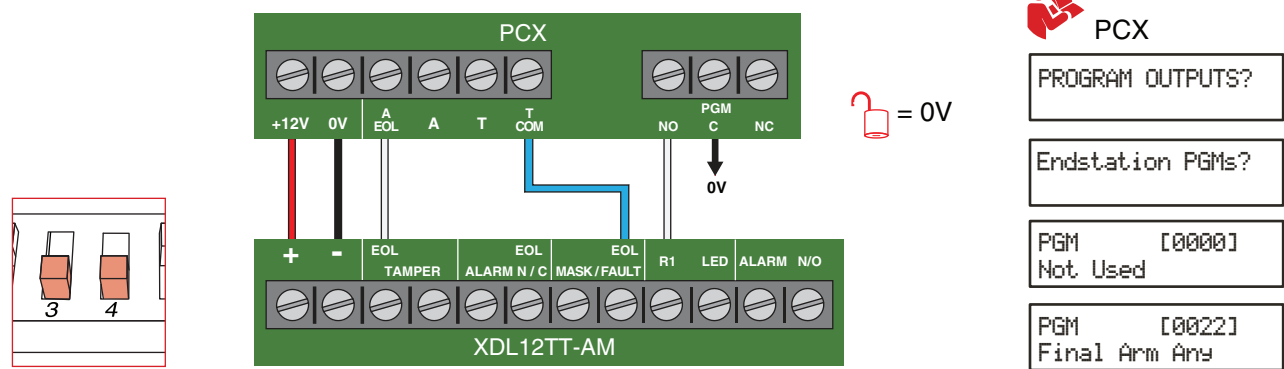 3 4
PCX
+12V 0V A EOL A T T COM
NO PGM C NC
0V
= 0V
+ - EOL TAMPER EOL ALARM N / C EOL MASK / FAULT R1 LED ALARM N/O
XDL12TT-AM
PCX
PROGRAM OUTPUTS?
Endstation PGMs?
PGM [0000]
Not Used
PGM [0022]
Final Arm Any